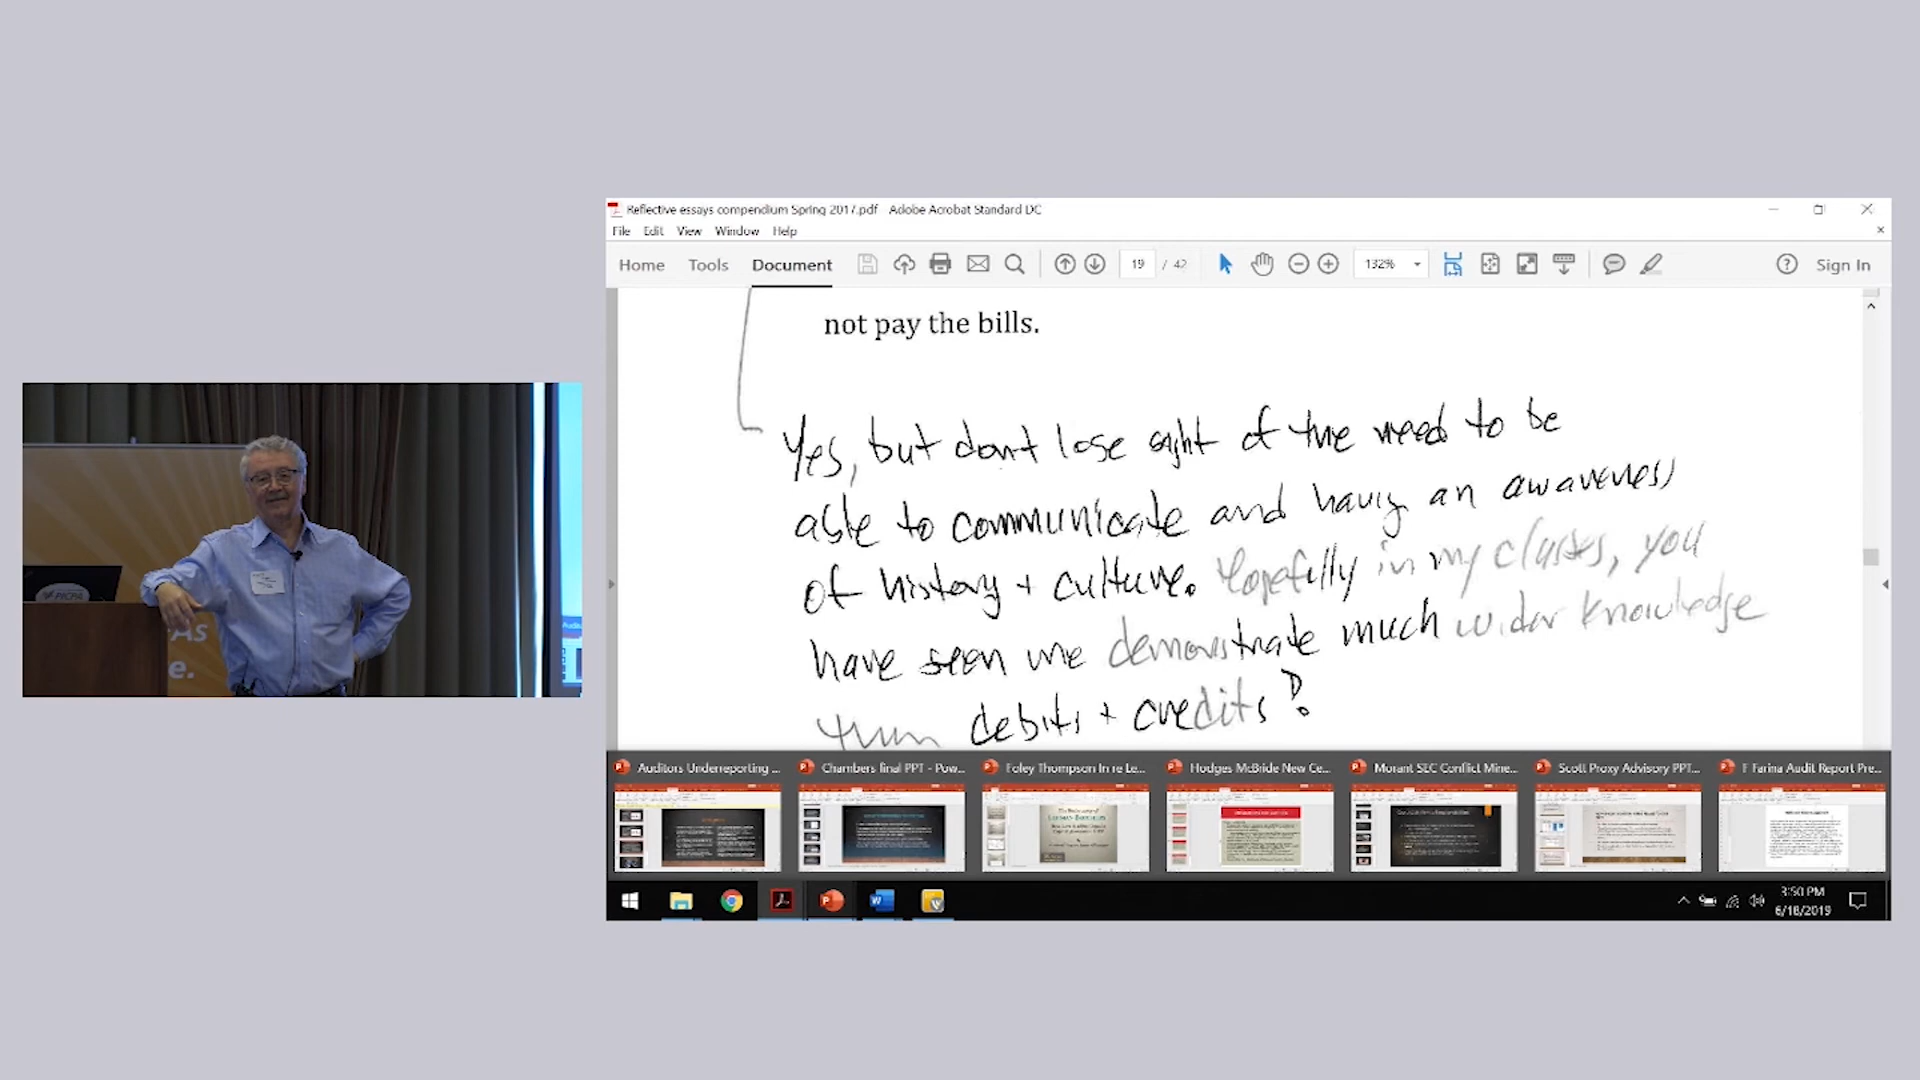 Reflective essays compendium Spring 2017.pdf - Adobe Acrobat Standard DC
File Edit View Window Help
Home Tools Document 19 / 42 132% Sign In
not pay the bills.
Yes, but don't lose sight of the need to be
able to communicate and having an awareness
of history + culture. Hopefully in my classes, you
have seen me demonstrate much wider knowledge
than debits + credits!
PICPA
As
e.
Auditors Underreporting ... Chambers final PPT - Pow... Foley Thompson In re Le... Hodges McBride New Ce... Morant SEC Conflict Mine... Scott Proxy Advisory PPT... F Farina Audit Report Pre...
3:50 PM
6/18/2019